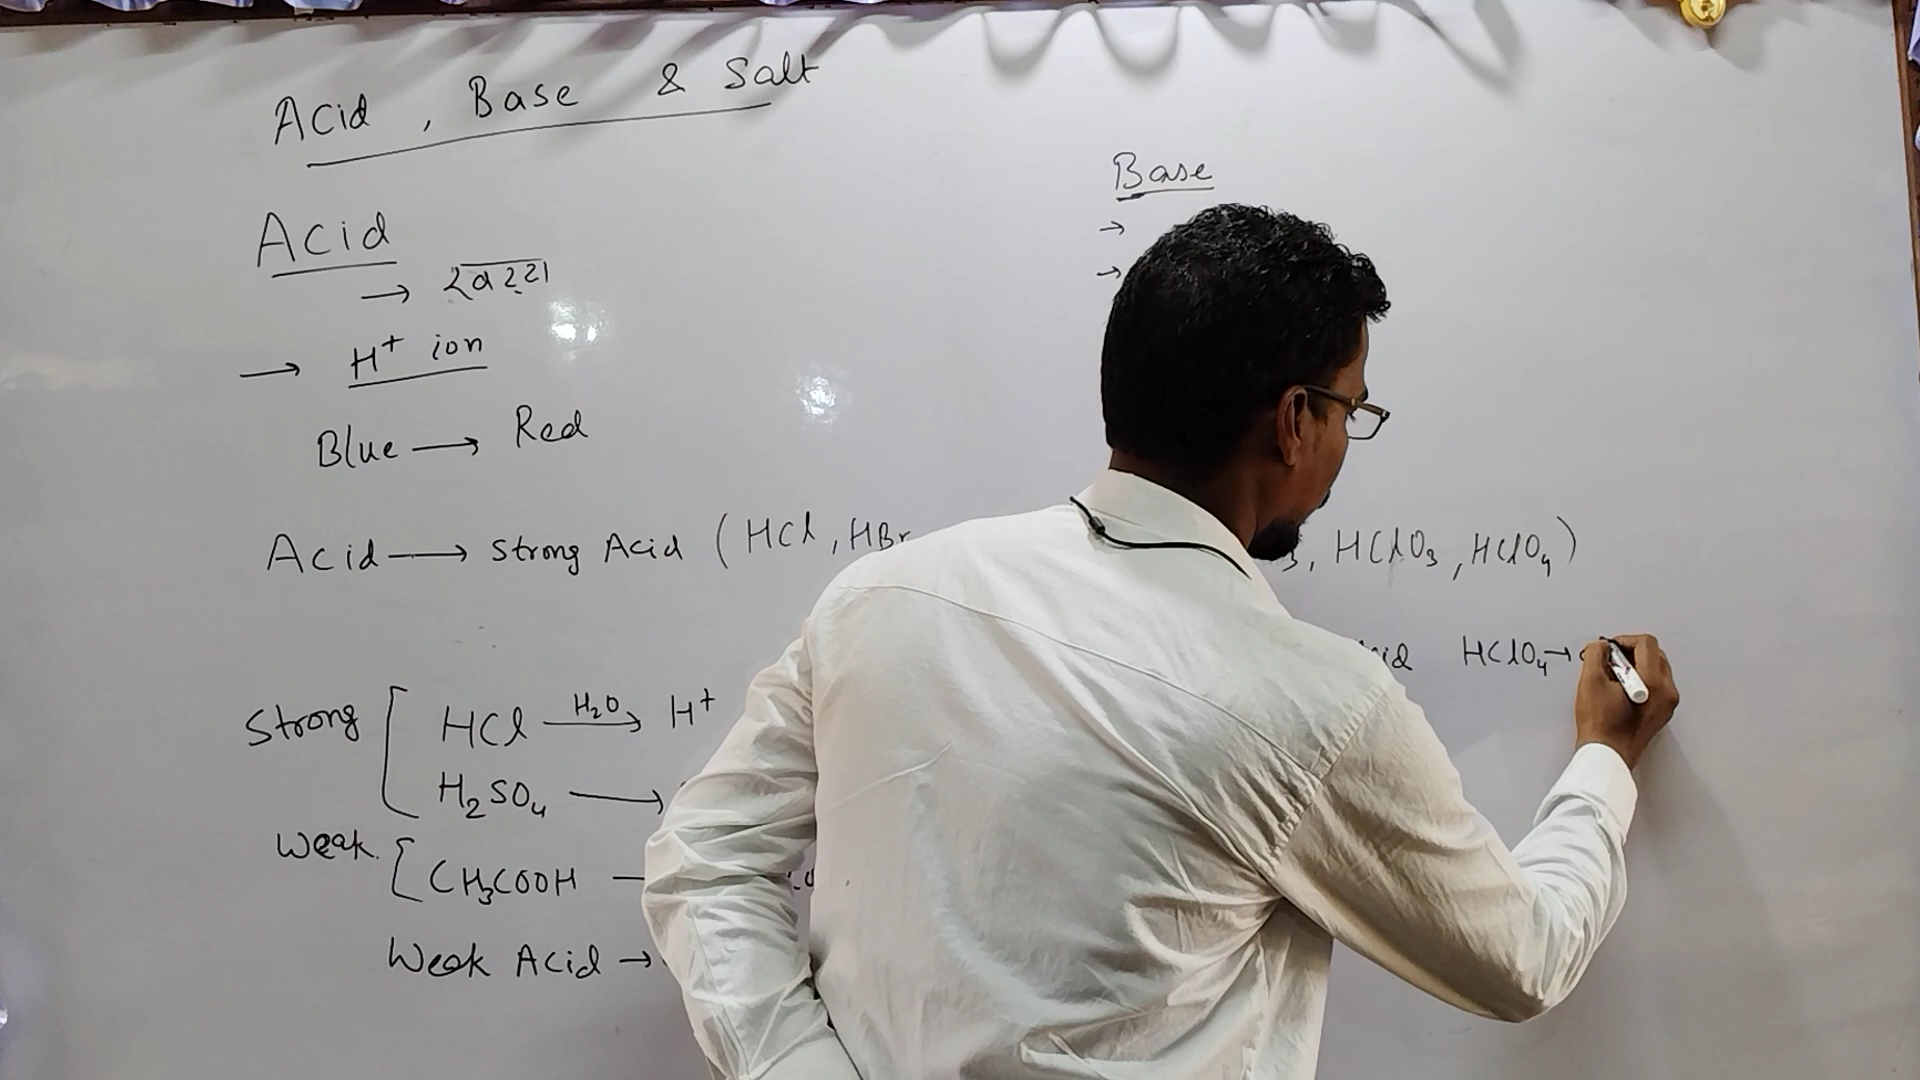 Acid, Base & Salt
Acid
→
→ H⁺ ion
Blue → Red
Base
→
→
Acid → Strong Acid (HCl, HBr
, HClO₃, HClO₄)
HClO₄→
Strong [ HCl —H₂O→ H⁺
H₂SO₄ →
Weak [ CH₃COOH —
Weak Acid →